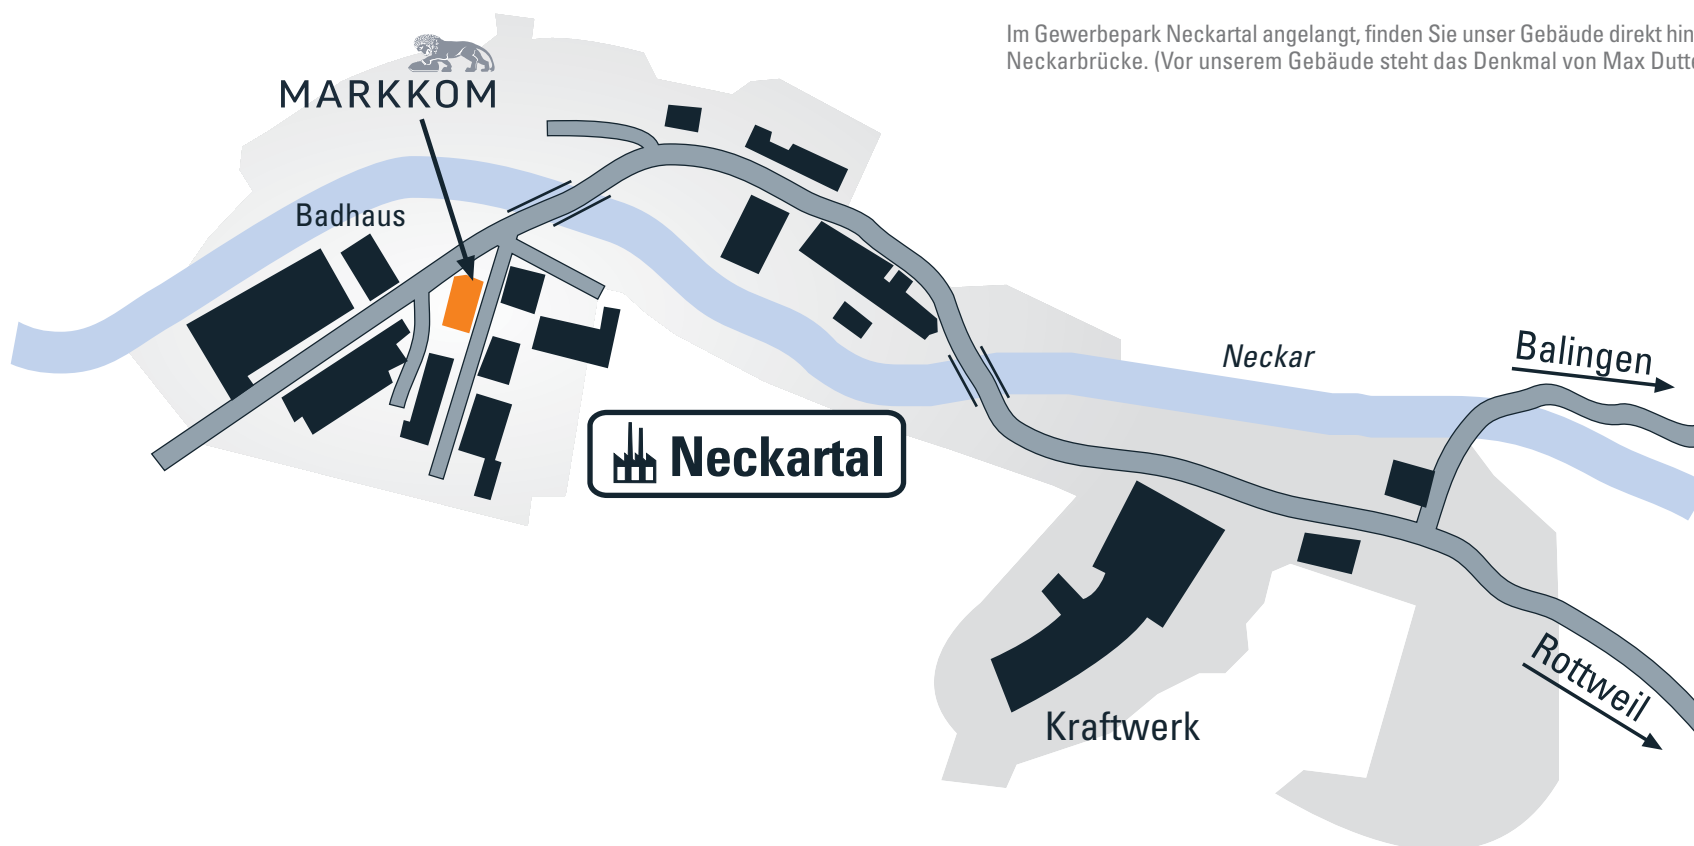 Im Gewerbepark Neckartal angelangt, finden Sie unser Gebäude direkt hin
Neckarbrücke. (Vor unserem Gebäude steht das Denkmal von Max Dutte
MARKKOM
Badhaus
Neckar
Balingen
Neckartal
Rottweil
Kraftwerk